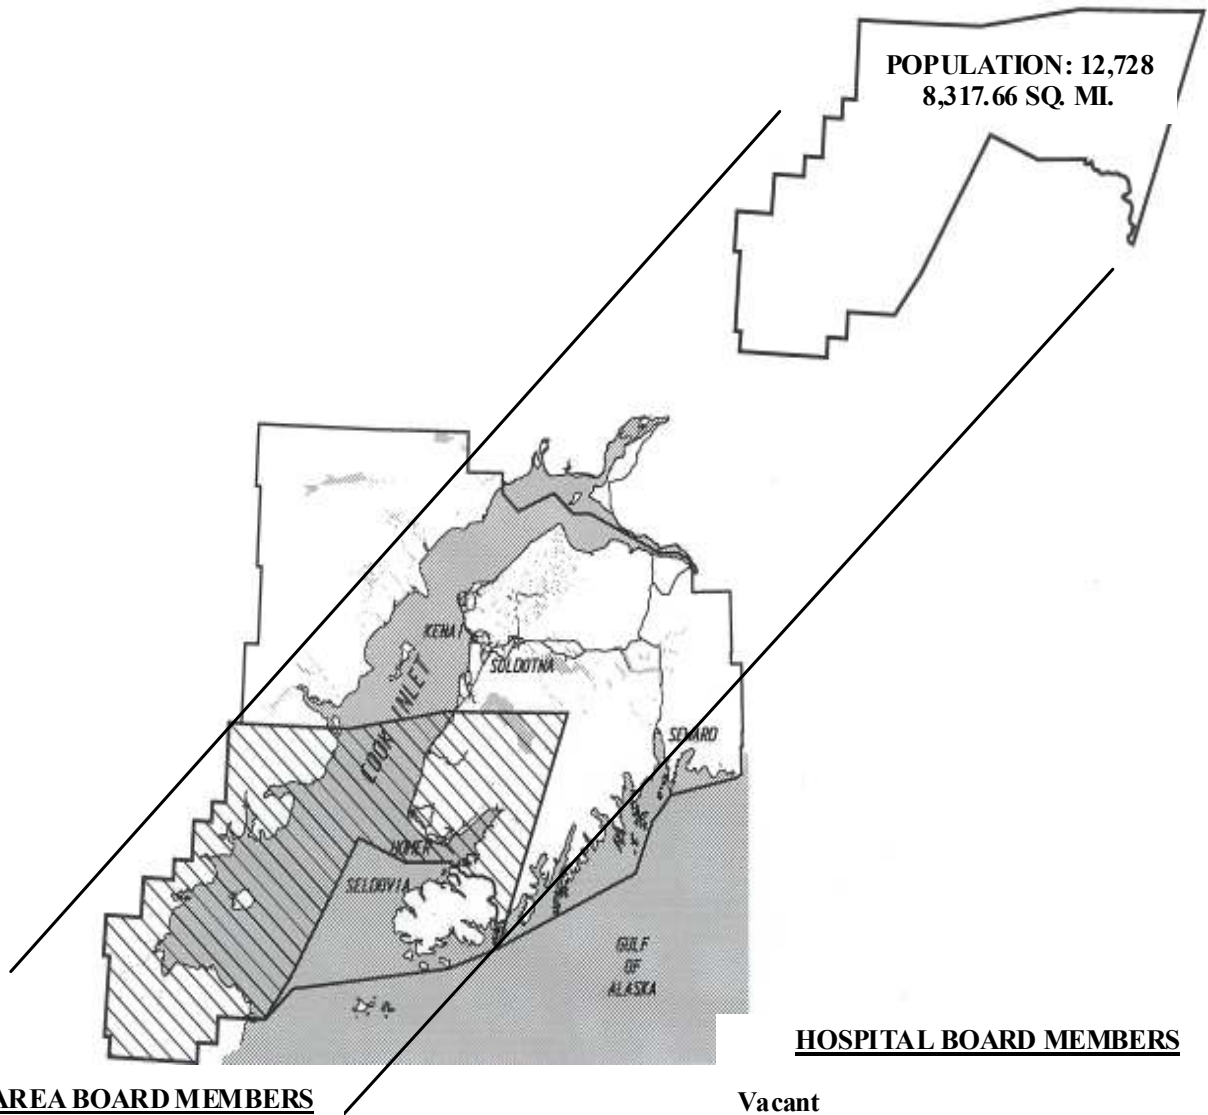 POPULATION: 12,728
8,317.66 SQ. MI.
KENAI
SOLDOTNA
COOK INLET
SEWARD
HOMER
SELDOVIA
GULF
OF
ALASKA
HOSPITAL BOARD MEMBERS
AREA BOARD MEMBERS
Vacant